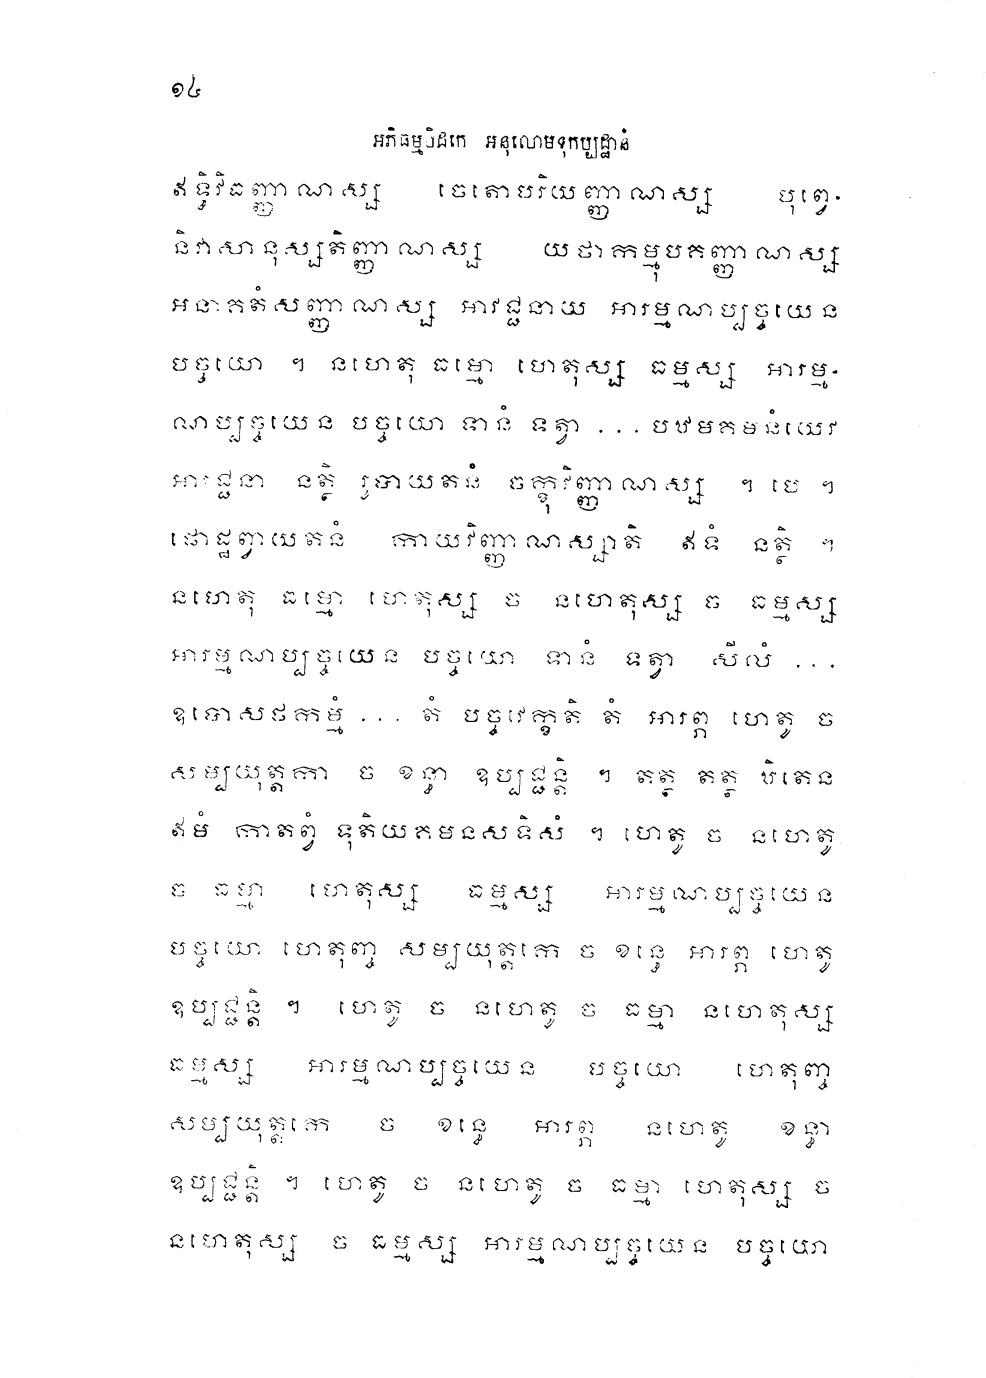 ១៤
អភិធម្មបិដកេ អនុលោមទុកប្បដ្ឋានំ
ឥទ្ធិវិធញ្ញាណស្ស ចេតោបរិយញ្ញាណស្ស បុព្វេ-
និវាសានុស្សតិញ្ញាណស្ស យថាកម្មុបកញ្ញាណស្ស
អនាគតំសញ្ញាណស្ស អាវជ្ជនាយ អារម្មណប្បច្ចយេន
បច្ចយោ ។ នហេតុ ធម្មោ ហេតុស្ស ធម្មស្ស អារម្ម-
ណប្បច្ចយេន បច្ចយោ ទានំ ទត្វា ... បឋមគមនំយេវ
អារជ្ជនា នត្ថិ រូបាយតនំ ចក្ខុវិញ្ញាណស្ស ។ បេ ។
ផោដ្ឋព្វាយតនំ កាយវិញ្ញាណស្សាតិ ឥទំ នត្ថិ ។
នហេតុ ធម្មោ ហេតុស្ស ច នហេតុស្ស ច ធម្មស្ស
អារម្មណប្បច្ចយេន បច្ចយោ ទានំ ទត្វា សីលំ ...
ឧបោសថកម្មំ ... តំ បច្ចវេក្ខតិ តំ អារព្ភ ហេតូ ច
សម្បយុត្តកា ច ខន្ធា ឧប្បជ្ជន្តិ ។ តត្ថ តត្ថ ឋិតេន
ឥមំ កាតព្វំ ទុតិយគមនសទិសំ ។ ហេតូ ច នហេតូ
ច ធម្មា ហេតុស្ស ធម្មស្ស អារម្មណប្បច្ចយេន
បច្ចយោ ហេតុញ្ច សម្បយុត្តកេ ច ខន្ធេ អារព្ភ ហេតូ
ឧប្បជ្ជន្តិ ។ ហេតូ ច នហេតូ ច ធម្មា នហេតុស្ស
ធម្មស្ស អារម្មណប្បច្ចយេន បច្ចយោ ហេតុញ្ច
សម្បយុត្តកេ ច ខន្ធេ អារព្ភ នហេតូ ខន្ធា
ឧប្បជ្ជន្តិ ។ ហេតូ ច នហេតូ ច ធម្មា ហេតុស្ស ច
នហេតុស្ស ច ធម្មស្ស អារម្មណប្បច្ចយេន បច្ចយោ